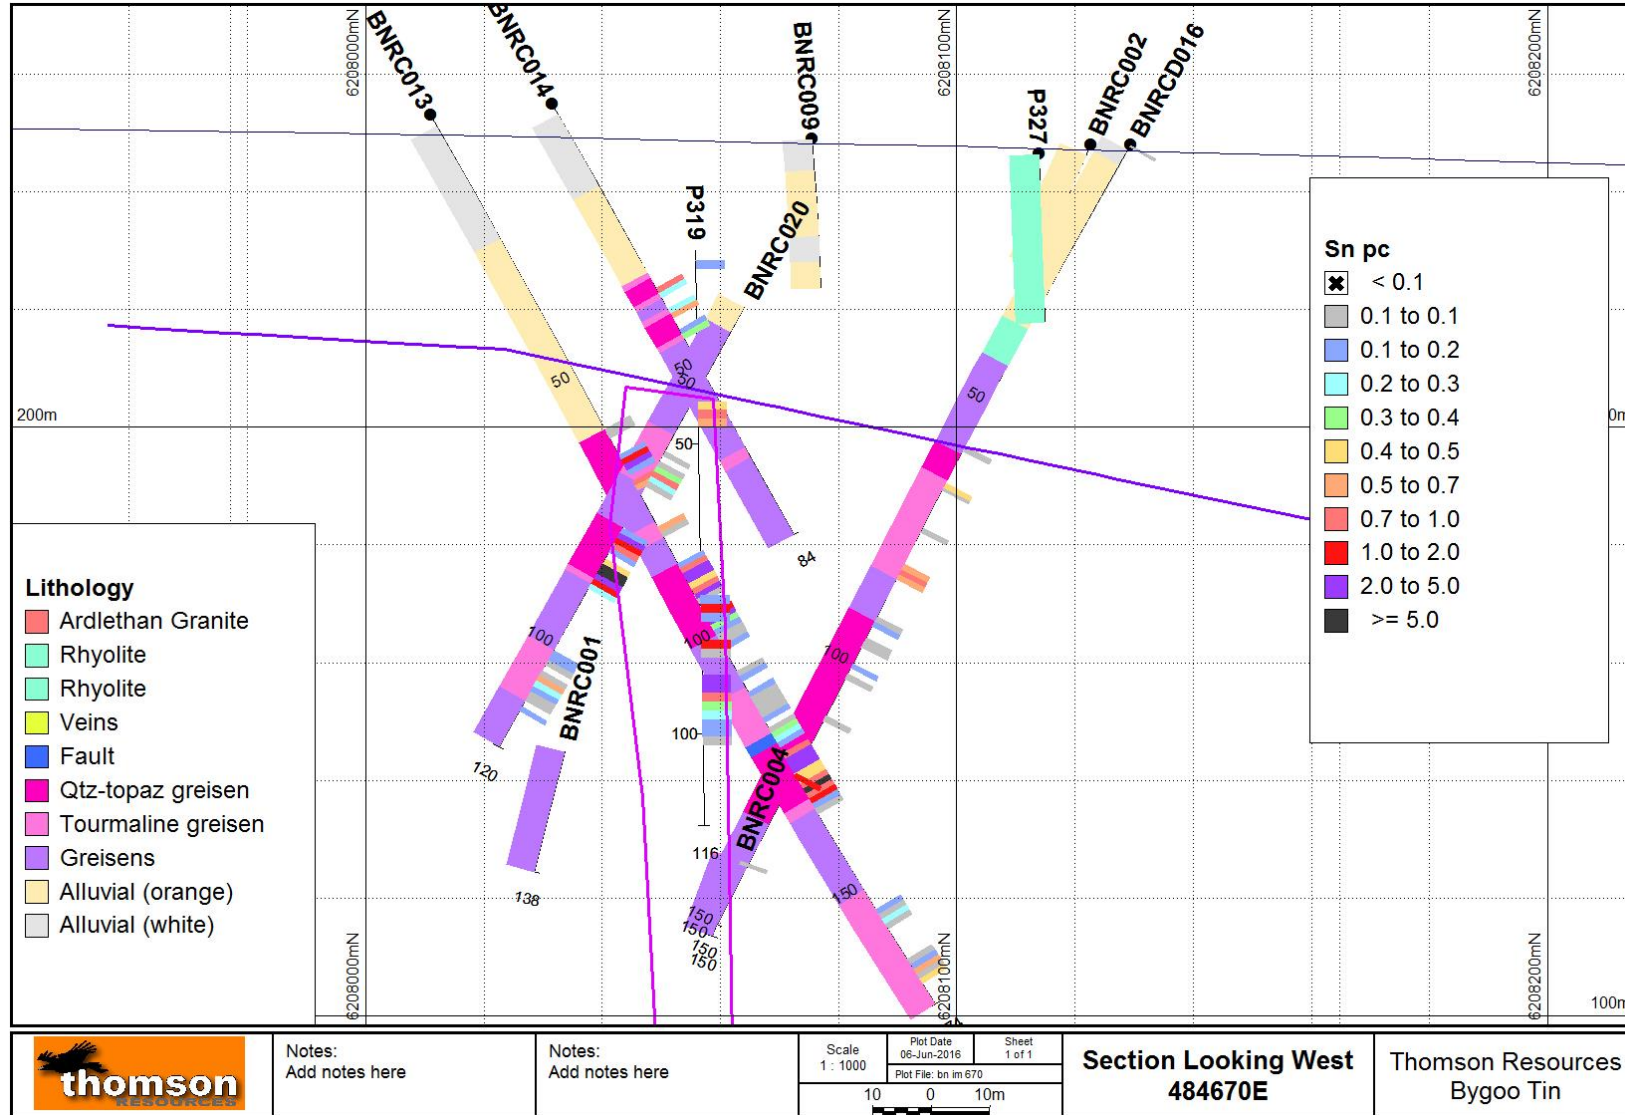 6208000mN
6208100mN
6208200mN
BNRC013
BNRC014
BNRC009
P327
BNRC002
BNRCD016
P319
BNRC020
50
50
50
50
200m
0m
50
Sn pc
< 0.1
0.1 to 0.1
0.1 to 0.2
0.2 to 0.3
0.3 to 0.4
0.4 to 0.5
0.5 to 0.7
0.7 to 1.0
1.0 to 2.0
2.0 to 5.0
>= 5.0
84
100
100
100
100
BNRC001
BNRC004
120
138
116
150
150
150
150
150
Lithology
Ardlethan Granite
Rhyolite
Rhyolite
Veins
Fault
Qtz-topaz greisen
Tourmaline greisen
Greisens
Alluvial (orange)
Alluvial (white)
6208000mN
6208100mN
6208200mN
100m
thomson
RESOURCES
Notes:
Add notes here
Notes:
Add notes here
Scale
1 : 1000
Plot Date
06-Jun-2016
Sheet
1 of 1
Plot File: bn im 670
10 0 10m
Section Looking West
484670E
Thomson Resources
Bygoo Tin